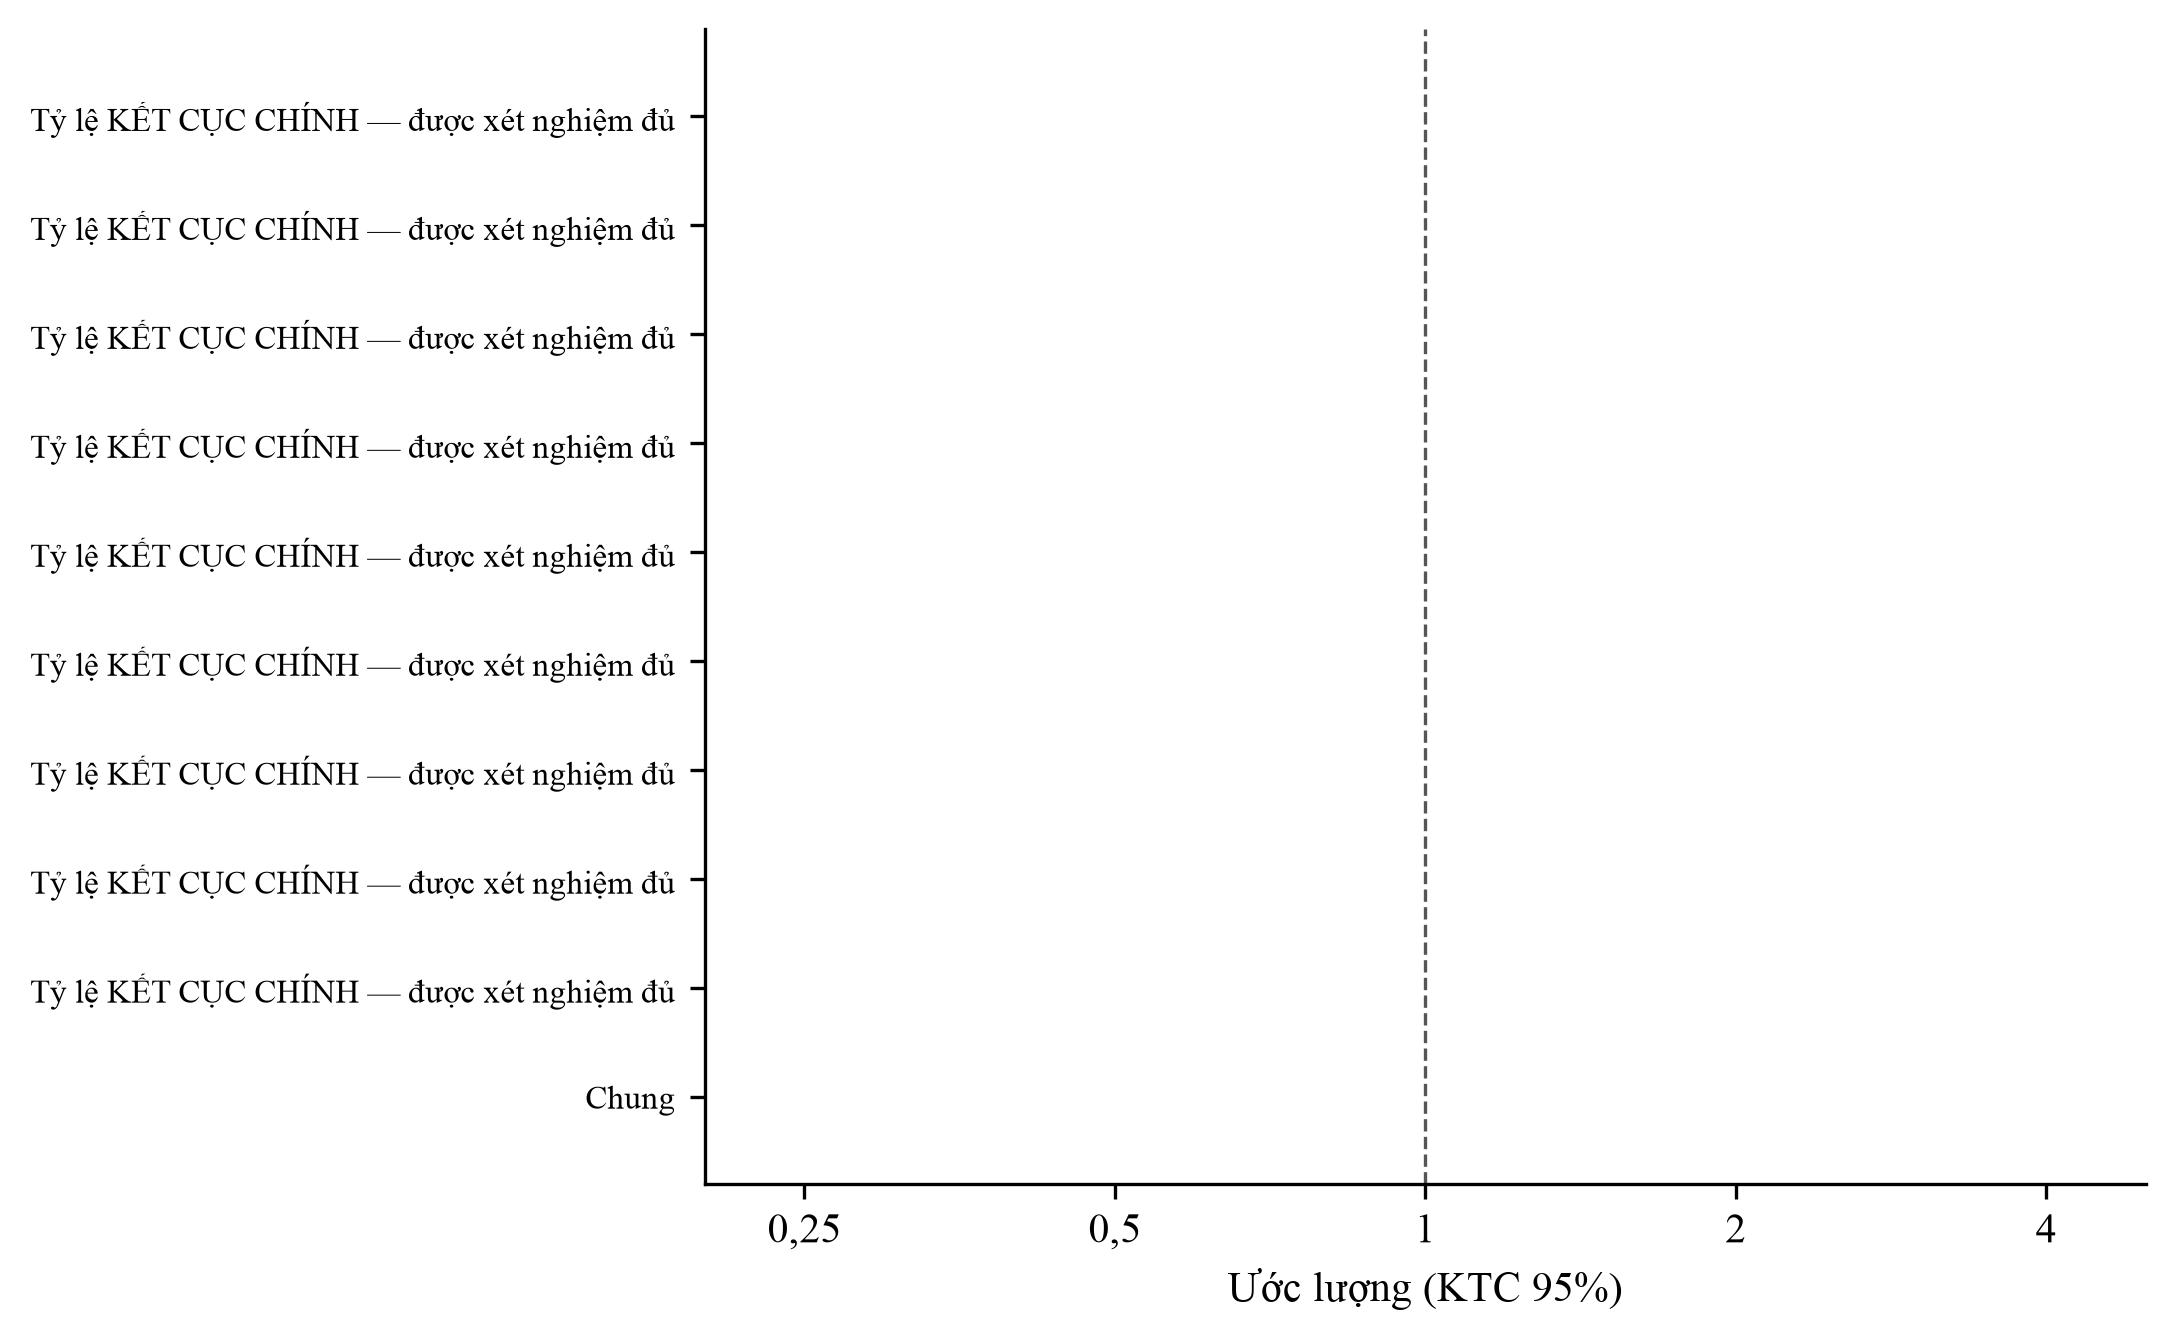 Tỷ lệ KẾT CỤC CHÍNH — được xét nghiệm đủ
Tỷ lệ KẾT CỤC CHÍNH — được xét nghiệm đủ
Tỷ lệ KẾT CỤC CHÍNH — được xét nghiệm đủ
Tỷ lệ KẾT CỤC CHÍNH — được xét nghiệm đủ
Tỷ lệ KẾT CỤC CHÍNH — được xét nghiệm đủ
Tỷ lệ KẾT CỤC CHÍNH — được xét nghiệm đủ
Tỷ lệ KẾT CỤC CHÍNH — được xét nghiệm đủ
Tỷ lệ KẾT CỤC CHÍNH — được xét nghiệm đủ
Tỷ lệ KẾT CỤC CHÍNH — được xét nghiệm đủ
Chung
0,25 0,5 1 2 4
Ước lượng (KTC 95%)